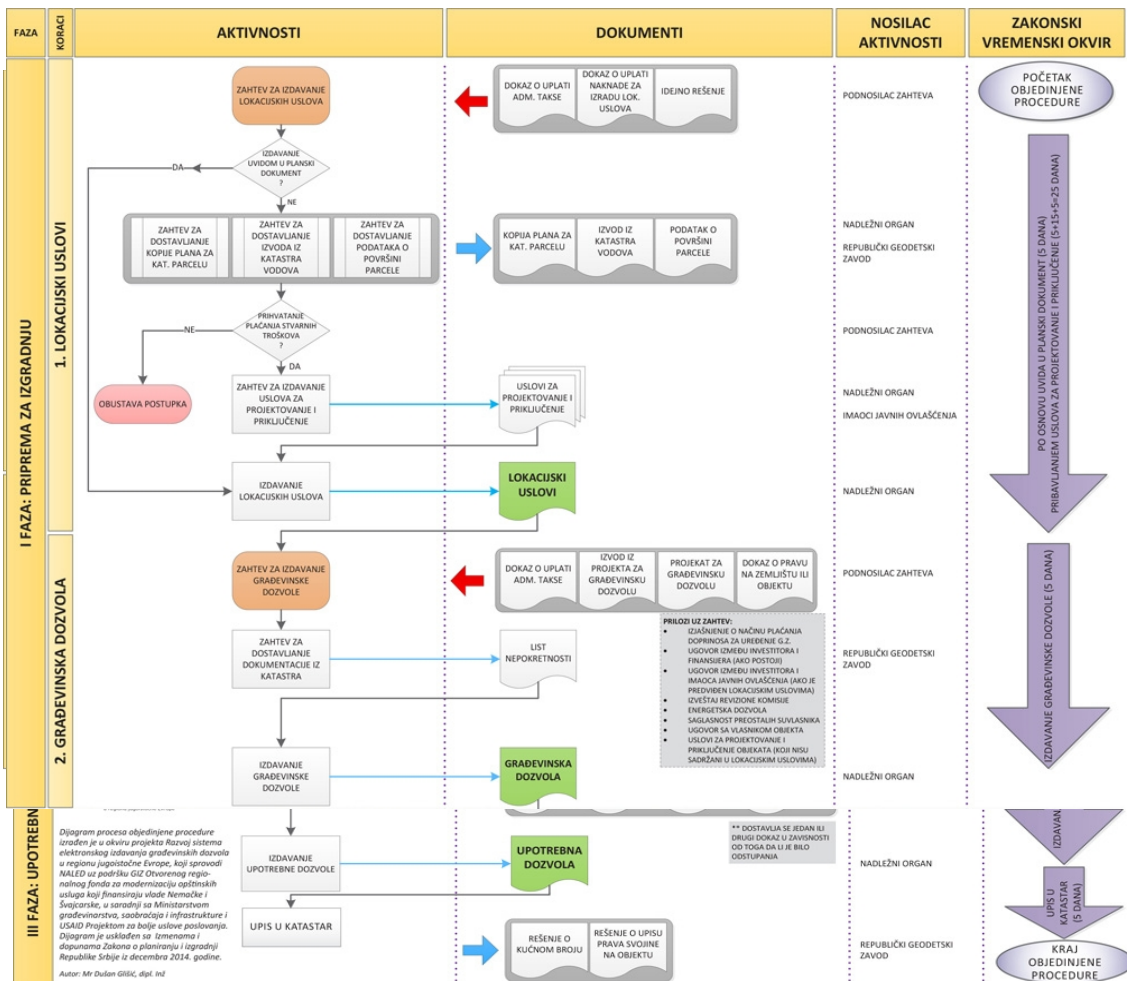 FAZA
KORACI
AKTIVNOSTI
DOKUMENTI
NOSILAC
AKTIVNOSTI
ZAKONSKI
VREMENSKI OKVIR
I FAZA: PRIPREMA ZA IZGRADNJU
1. LOKACIJSKI USLOVI
ZAHTEV ZA IZDAVANJE
LOKACIJSKIH USLOVA
DOKAZ O UPLATI
ADM. TAKSE
DOKAZ O UPLATI
NAKNADE ZA
IZRADU LOK.
USLOVA
IDEJNO REŠENJE
PODNOSILAC ZAHTEVA
POČETAK
OBJEDINJENE
PROCEDURE
IZDAVANJE
UVIDOM U PLANSKI
DOKUMENT
?
DA
NE
ZAHTEV ZA
DOSTAVLJANJE
KOPIJE PLANA ZA
KAT. PARCELU
ZAHTEV ZA
DOSTAVLJANJE
IZVODA IZ
KATASTRA
VODOVA
ZAHTEV ZA
DOSTAVLJANJE
PODATAKA O
POVRŠINI
PARCELE
KOPIJA PLANA ZA
KAT. PARCELU
IZVOD IZ
KATASTRA
VODOVA
PODATAK O
POVRŠINI
PARCELE
NADLEŽNI ORGAN
REPUBLIČKI GEODETSKI
ZAVOD
PRIHVATANJE
PLAĆANJA STVARNIH
TROŠKOVA
?
NE
DA
PODNOSILAC ZAHTEVA
OBUSTAVA POSTUPKA
ZAHTEV ZA IZDAVANJE
USLOVA ZA
PROJEKTOVANJE I
PRIKLJUČENJE
USLOVI ZA
PROJEKTOVANJE I
PRIKLJUČENJE
NADLEŽNI ORGAN
IMAOCI JAVNIH OVLAŠĆENJA
IZDAVANJE
LOKACIJSKIH USLOVA
LOKACIJSKI
USLOVI
NADLEŽNI ORGAN
PO OSNOVU UVIDA U PLANSKI DOKUMENT (5 DANA)
PRIBAVLJANJEM USLOVA ZA PROJEKTOVANJE I PRIKLJUČENJE (5+15+5=25 DANA)
2. GRAĐEVINSKA DOZVOLA
ZAHTEV ZA IZDAVANJE
GRAĐEVINSKE
DOZVOLE
DOKAZ O UPLATI
ADM. TAKSE
IZVOD IZ
PROJEKTA ZA
GRAĐEVINSKU
DOZVOLU
PROJEKAT ZA
GRAĐEVINSKU
DOZVOLU
DOKAZ O PRAVU
NA ZEMLJIŠTU ILI
OBJEKTU
PODNOSILAC ZAHTEVA
ZAHTEV ZA
DOSTAVLJANJE
DOKUMENTACIJE IZ
KATASTRA
LIST
NEPOKRETNOSTI
PRILOZI UZ ZAHTEV:
• IZJAŠNJENJE O NAČINU PLAĆANJA
DOPRINOSA ZA UREĐENJE G.Z.
• UGOVOR IZMEĐU INVESTITORA I
FINANSIJERA (AKO POSTOJI)
• UGOVOR IZMEĐU INVESTITORA I
IMAOCA JAVNIH OVLAŠĆENJA (AKO JE
PREDVIĐEN LOKACIJSKIM USLOVIMA)
• IZVEŠTAJ REVIZIONE KOMISIJE
• ENERGETSKA DOZVOLA
• SAGLASNOST PREOSTALIH SUVLASNIKA
• UGOVOR SA VLASNIKOM OBJEKTA
• USLOVI ZA PROJEKTOVANJE I
PRIKLJUČENJE OBJEKATA (KOJI NISU
SADRŽANI U LOKACIJSKIM USLOVIMA)
REPUBLIČKI GEODETSKI
ZAVOD
IZDAVANJE GRAĐEVINSKE DOZVOLE (5 DANA)
IZDAVANJE
GRAĐEVINSKE
DOZVOLE
GRAĐEVINSKA
DOZVOLA
NADLEŽNI ORGAN
III FAZA: UPOTREBN
Dijagram procesa objedinjene procedure
izrađen je u okviru projekta Razvoj sistema
elektronskog izdavanja građevinskih dozvola
u regionu jugoistočne Evrope, koji sprovodi
NALED uz podršku GIZ Otvorenog regio-
nalnog fonda za modernizaciju opštinskih
usluga koji finansiraju vlade Nemačke i
Švajcarske, u saradnji sa Ministarstvom
građevinarstva, saobraćaja i infrastrukture i
USAID Projektom za bolje uslove poslovanja.
Dijagram je usklađen sa Izmenama i
dopunama Zakona o planiranju i izgradnji
Republike Srbije iz decembra 2014. godine.
Autor: Mr Dušan Glišić, dipl. Inž
IZDAVANJE
UPOTREBNE DOZVOLE
UPOTREBNA
DOZVOLA
** DOSTAVLJA SE JEDAN ILI
DRUGI DOKAZ U ZAVISNOSTI
OD TOGA DA LI JE BILO
ODSTUPANJA
NADLEŽNI ORGAN
IZDAVAN
UPIS U KATASTAR
UPIS U
KATASTAR
(5 DANA)
REŠENJE O
KUĆNOM BROJU
REŠENJE O UPISU
PRAVA SVOJINE
NA OBJEKTU
REPUBLIČKI GEODETSKI
ZAVOD
KRAJ
OBJEDINJENE
PROCEDURE